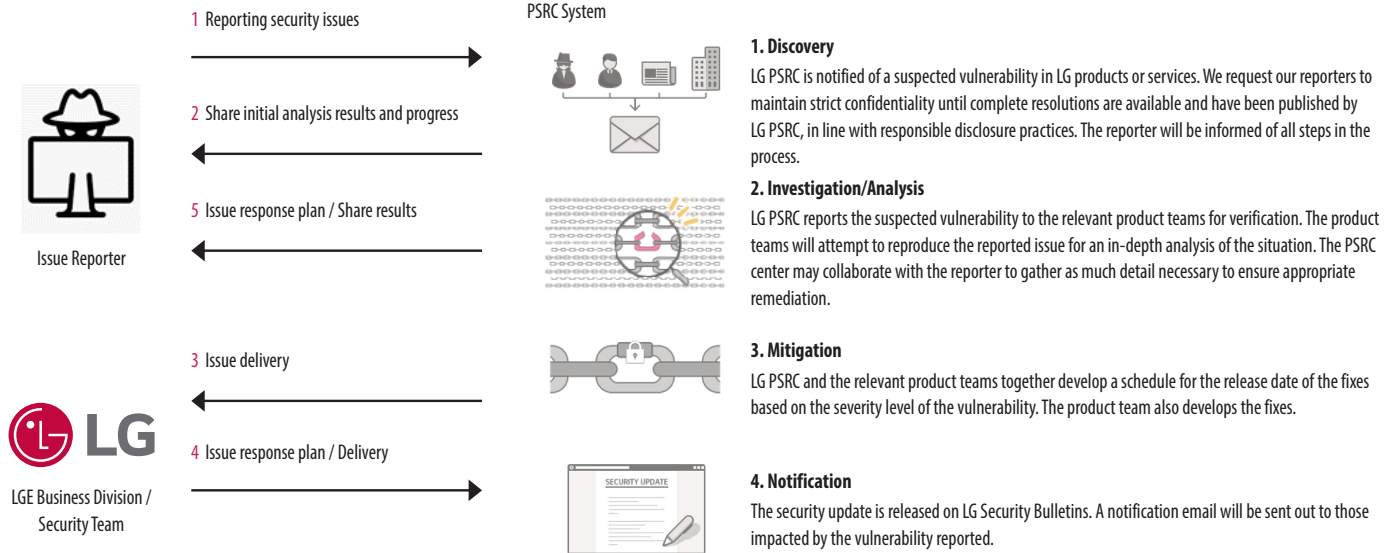 1 Reporting security issues
2 Share initial analysis results and progress
5 Issue response plan / Share results
Issue Reporter
3 Issue delivery
LG
4 Issue response plan / Delivery
LGE Business Division /
Security Team
PSRC System
SECURITY UPDATE
1. Discovery
LG PSRC is notified of a suspected vulnerability in LG products or services. We request our reporters to
maintain strict confidentiality until complete resolutions are available and have been published by
LG PSRC, in line with responsible disclosure practices. The reporter will be informed of all steps in the
process.
2. Investigation/Analysis
LG PSRC reports the suspected vulnerability to the relevant product teams for verification. The product
teams will attempt to reproduce the reported issue for an in-depth analysis of the situation. The PSRC
center may collaborate with the reporter to gather as much detail necessary to ensure appropriate
remediation.
3. Mitigation
LG PSRC and the relevant product teams together develop a schedule for the release date of the fixes
based on the severity level of the vulnerability. The product team also develops the fixes.
4. Notification
The security update is released on LG Security Bulletins. A notification email will be sent out to those
impacted by the vulnerability reported.